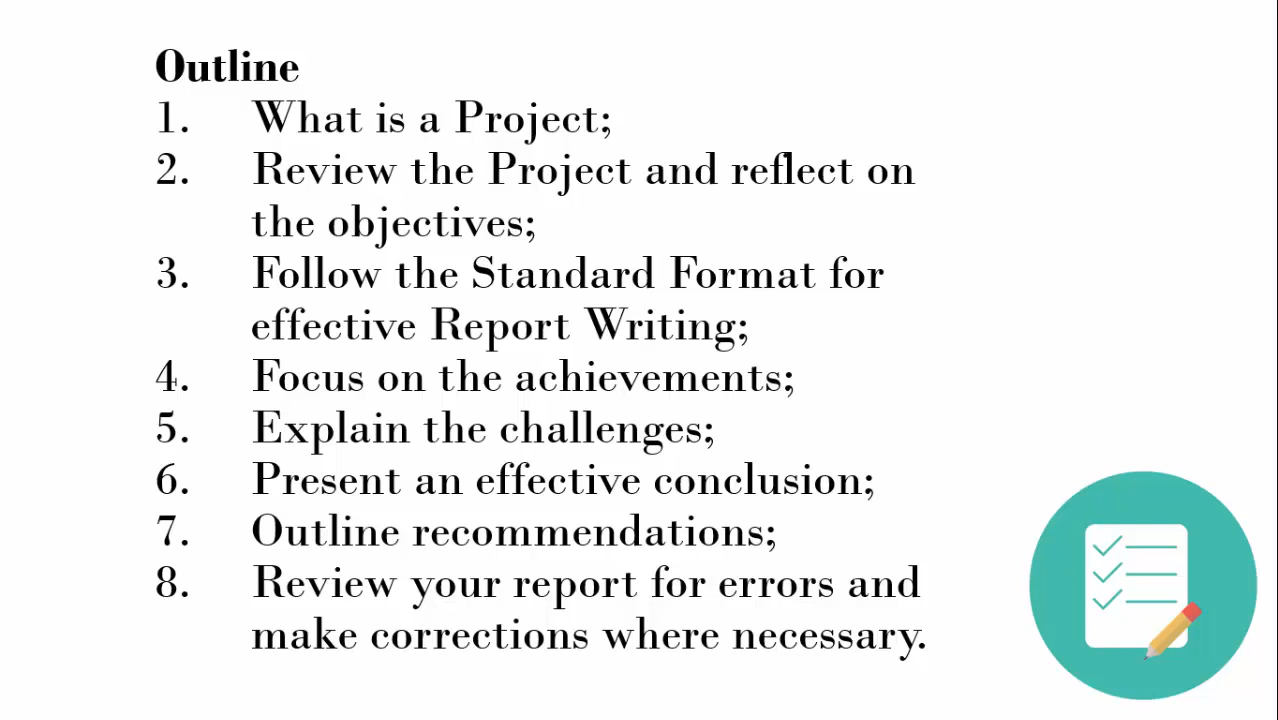 Outline
1. What is a Project;
2. Review the Project and reflect on
the objectives;
3. Follow the Standard Format for
effective Report Writing;
4. Focus on the achievements;
5. Explain the challenges;
6. Present an effective conclusion;
7. Outline recommendations;
8. Review your report for errors and
make corrections where necessary.